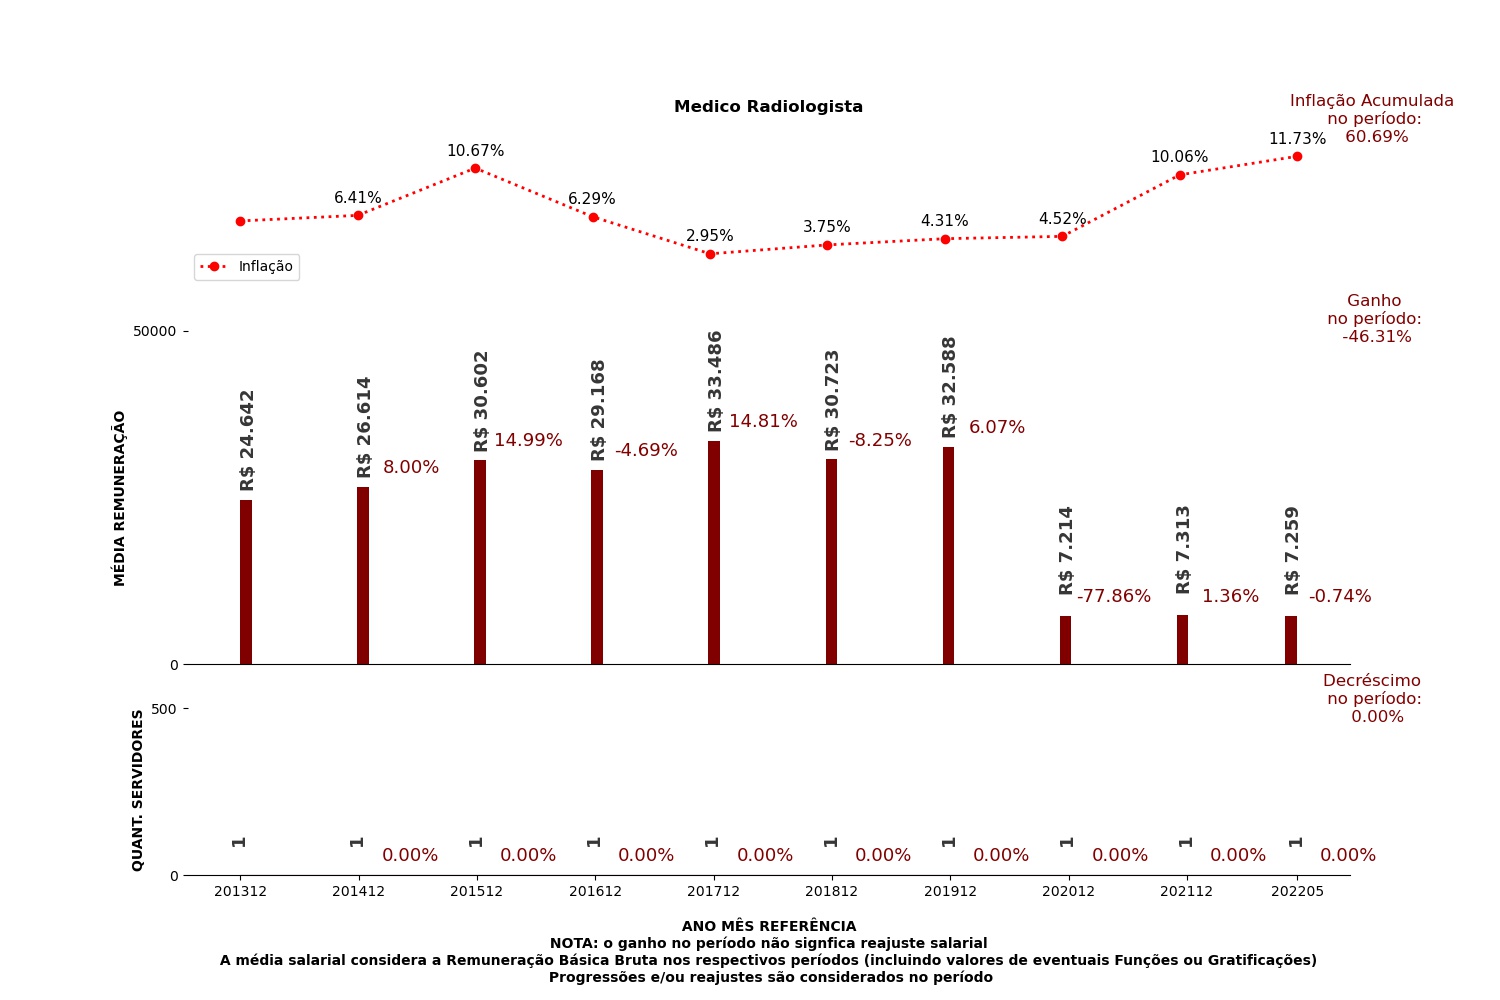 Medico Radiologista
Inflação Acumulada
no período:
60.69%
6.41%
10.67%
6.29%
2.95%
3.75%
4.31%
4.52%
10.06%
11.73%
Inflação
Ganho
no período:
-46.31%
MÉDIA REMUNERAÇÃO
50000
0
R$ 24.642
R$ 26.614
R$ 30.602
R$ 29.168
R$ 33.486
R$ 30.723
R$ 32.588
R$ 7.214
R$ 7.313
R$ 7.259
8.00%
14.99%
-4.69%
14.81%
-8.25%
6.07%
-77.86%
1.36%
-0.74%
Decréscimo
no período:
0.00%
QUANT. SERVIDORES
500
0
1
1
1
1
1
1
1
1
1
1
0.00%
0.00%
0.00%
0.00%
0.00%
0.00%
0.00%
0.00%
0.00%
201312
201412
201512
201612
201712
201812
201912
202012
202112
202205
ANO MÊS REFERÊNCIA
NOTA: o ganho no período não signfica reajuste salarial
A média salarial considera a Remuneração Básica Bruta nos respectivos períodos (incluindo valores de eventuais Funções ou Gratificações)
Progressões e/ou reajustes são considerados no período